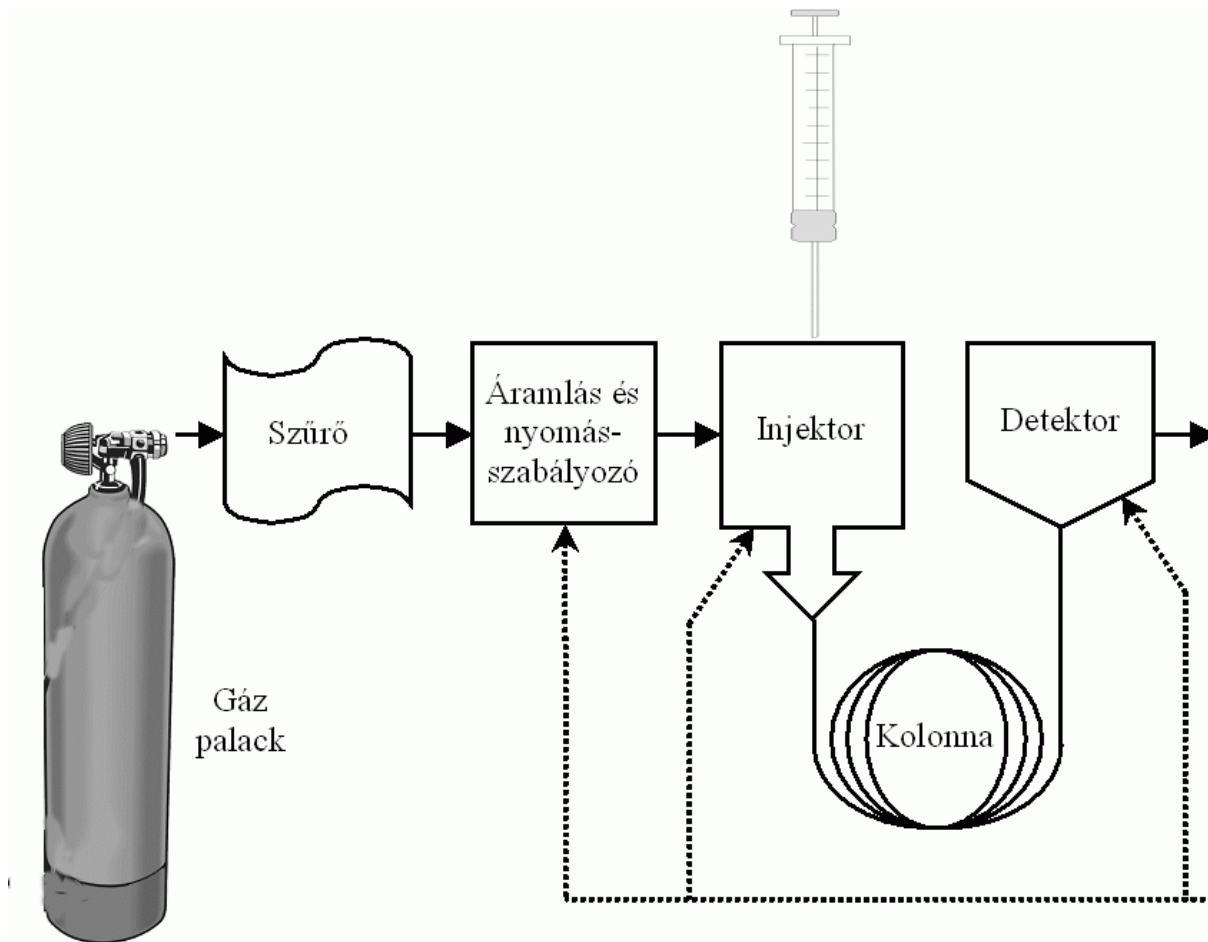 Szűrő
Áramlás és
nyomás-
szabályozó
Injektor
Detektor
Gáz
palack
Kolonna